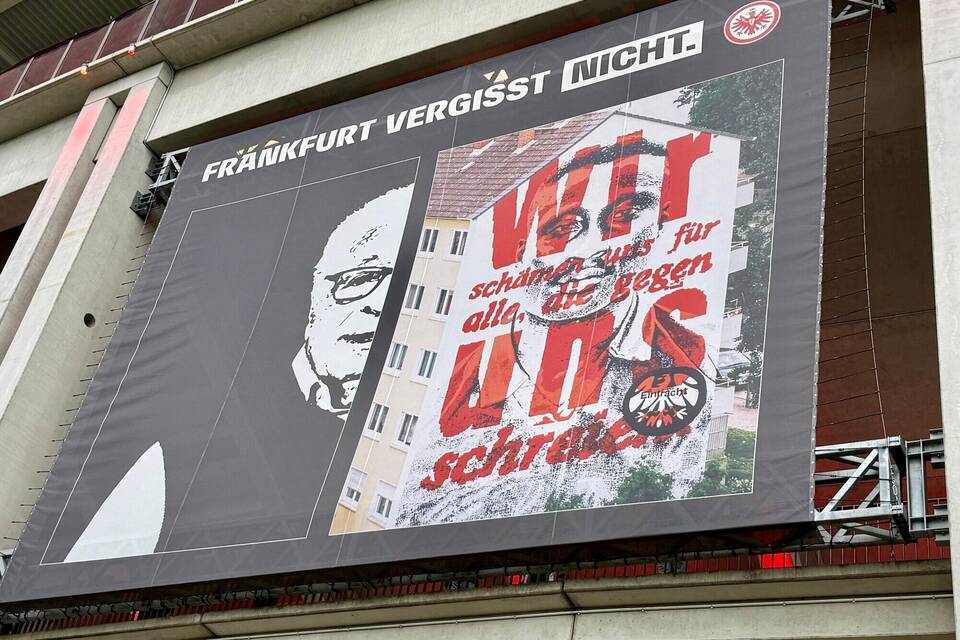 FRANKFURT VERGISST NICHT.
Wir
schämen uns für
alle, die gegen
uns
schreien.
Eintracht